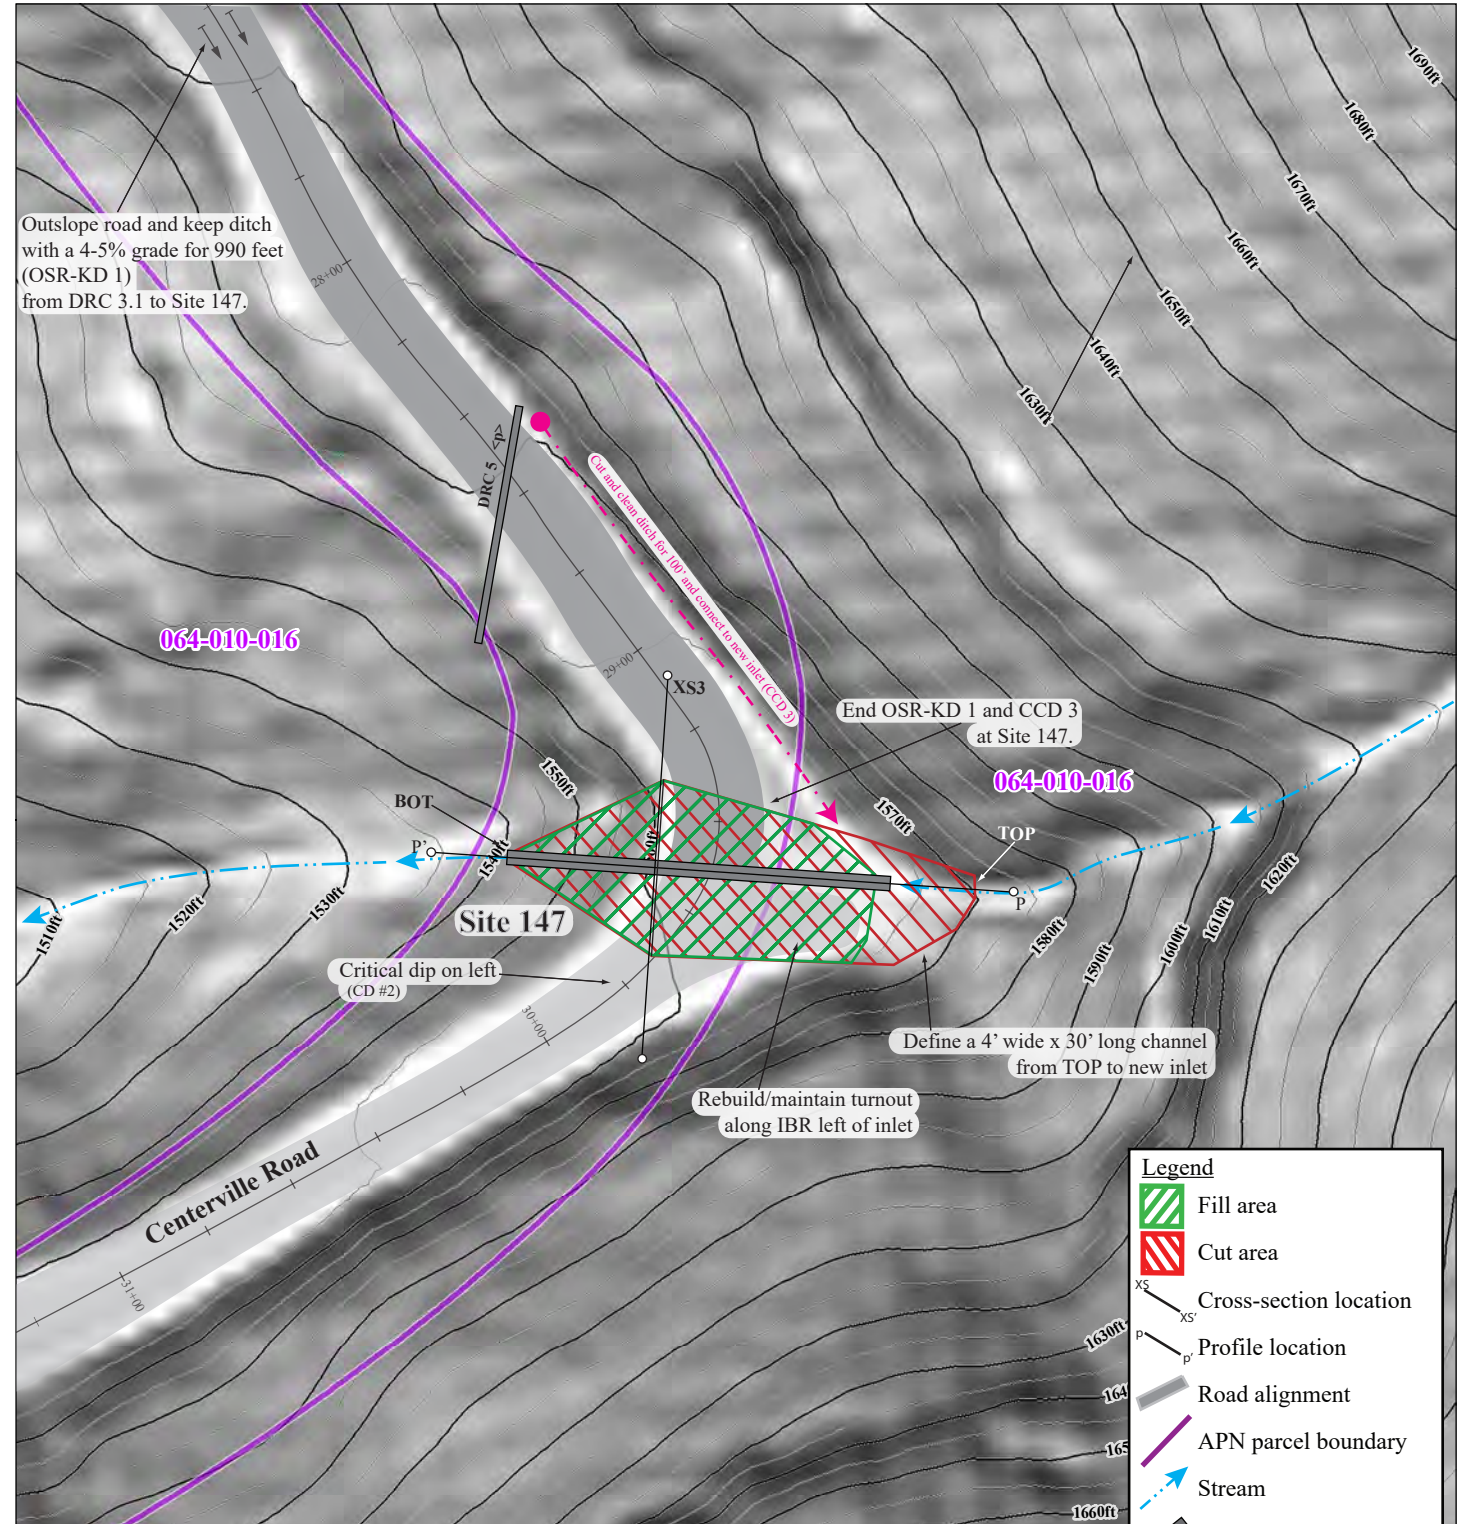 1690ft
1680ft
1670ft
1660ft
1650ft
1640ft
1630ft
Outslope road and keep ditch
with a 4-5% grade for 990 feet
(OSR-KD 1)
from DRC 3.1 to Site 147.
28+00
DRC 5 <p>
Cut and clean ditch for 100' and connect to new inlet (CCD 3)
064-010-016
29+00
XS3
End OSR-KD 1 and CCD 3
at Site 147.
064-010-016
1550ft
BOT
P'
1540ft
1570ft
TOP
P
1510ft
1520ft
1530ft
Site 147
1580ft
1590ft
1600ft
1610ft
1620ft
Critical dip on left
(CD #2)
30+00
Define a 4' wide x 30' long channel
from TOP to new inlet
Rebuild/maintain turnout
along IBR left of inlet
Centerville Road
31+00
1630ft
1660ft
Legend
Fill area
Cut area
XS
XS'
Cross-section location
p
p'
Profile location
Road alignment
APN parcel boundary
Stream